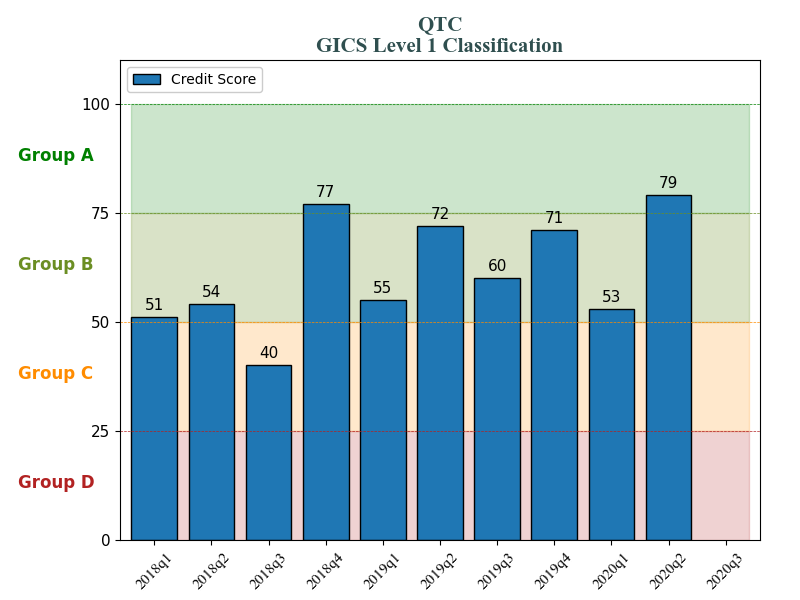 QTC
GICS Level 1 Classification
Credit Score
100
Group A
79
77
75
72
71
Group B
60
55
54
53
51
50
40
Group C
25
Group D
0
2018q1
2018q2
2018q3
2018q4
2019q1
2019q2
2019q3
2019q4
2020q1
2020q2
2020q3